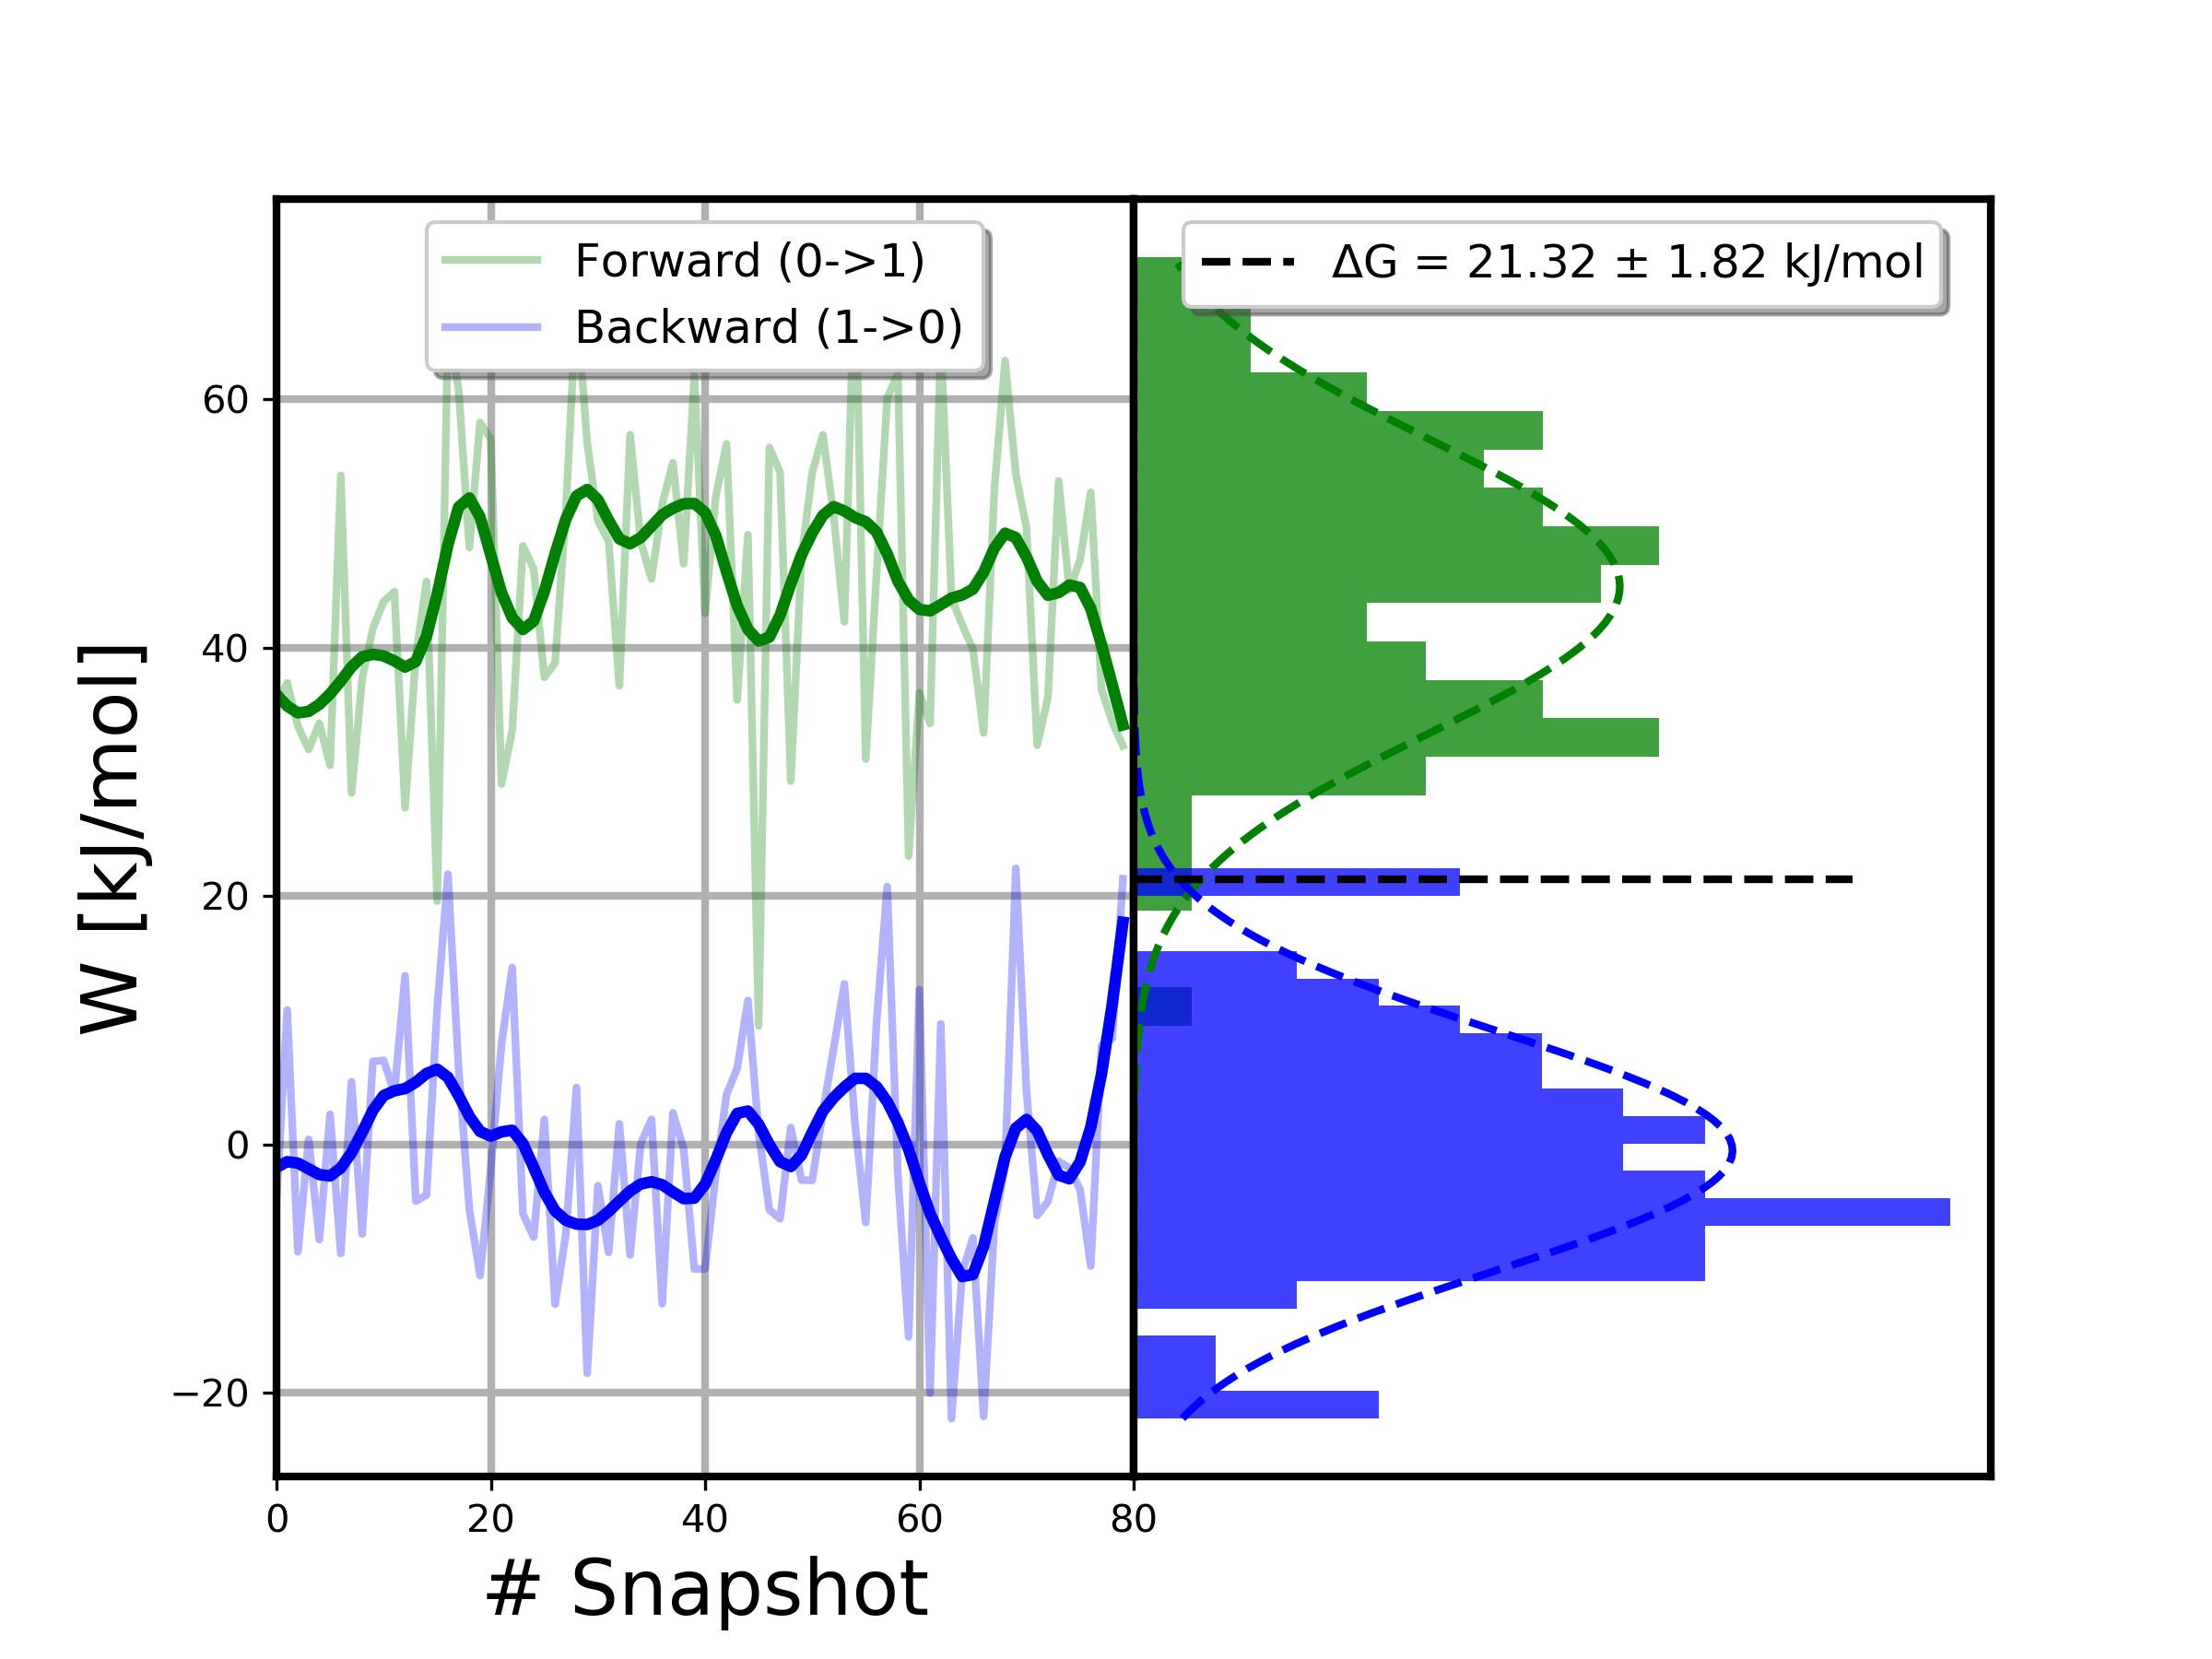 Forward (0->1)
Backward (1->0)
ΔG = 21.32 ± 1.82 kJ/mol
W [kJ/mol]
60
40
20
0
−20
0 20 40 60 80
# Snapshot